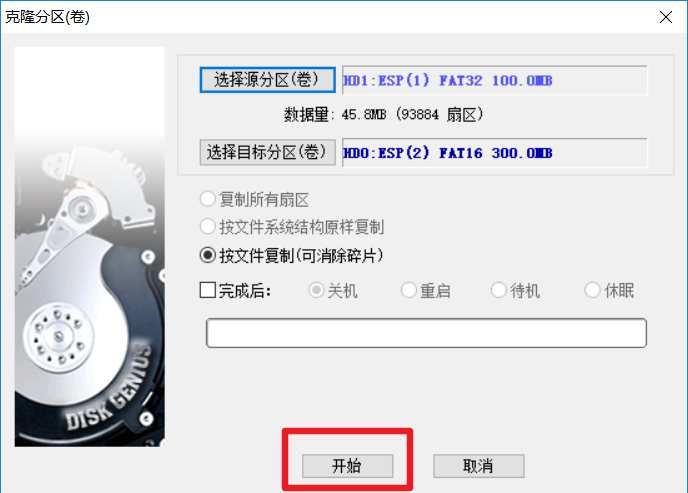 克隆分区(卷)
选择源分区(卷) HD1:ESP(1) FAT32 100.0MB
数据量: 45.8MB (93884 扇区)
选择目标分区(卷) HD0:ESP(2) FAT16 300.0MB
复制所有扇区
按文件系统结构原样复制
按文件复制(可消除碎片)
完成后: 关机 重启 待机 休眠
DISK GENIUS
开始 取消